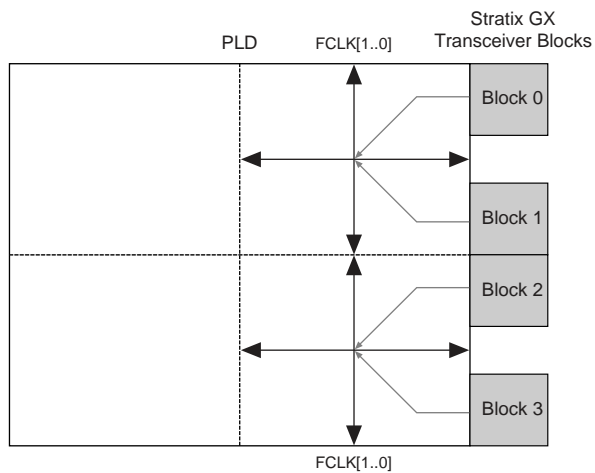 Stratix GX
Transceiver Blocks
PLD
FCLK[1..0]
Block 0
Block 1
Block 2
Block 3
FCLK[1..0]